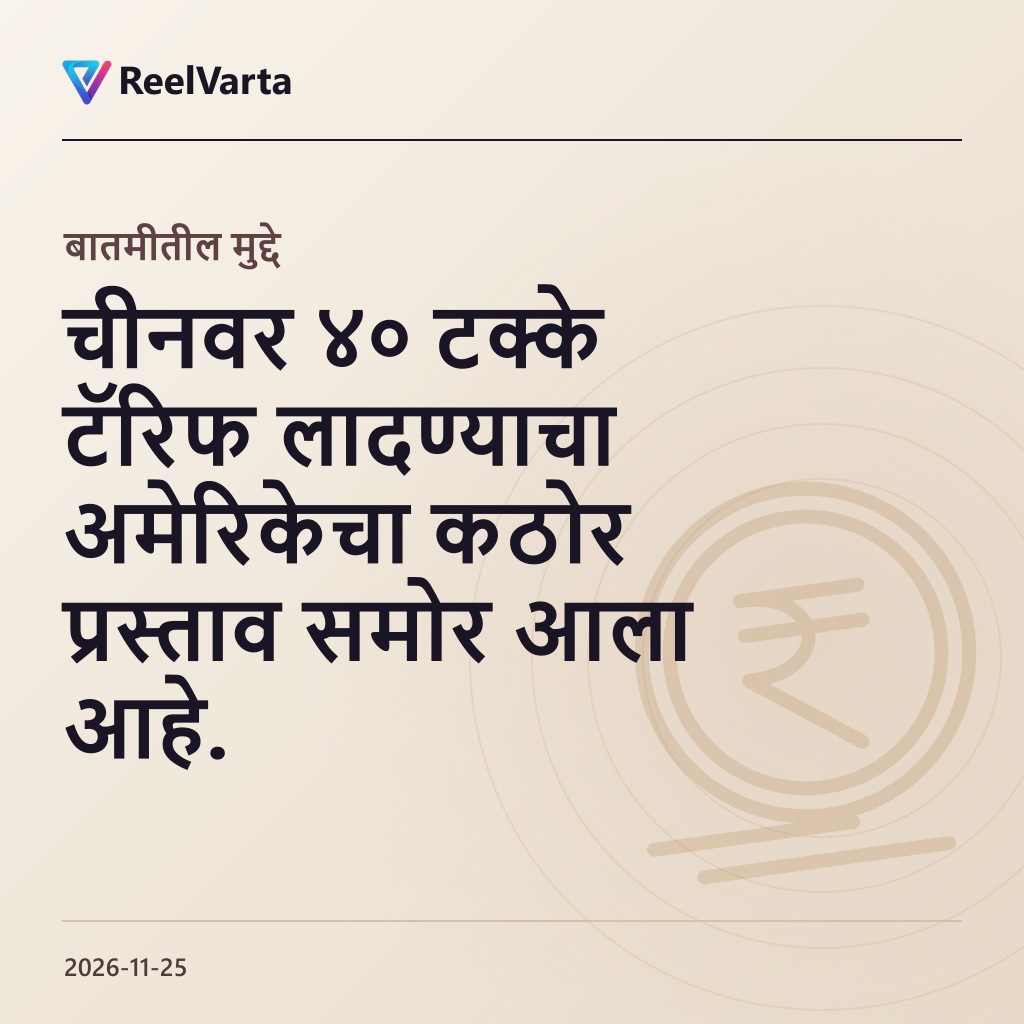 ReelVarta
बातमीतील मुद्दे
चीनवर ४० टक्के
टॅरिफ लादण्याचा
अमेरिकेचा कठोर
प्रस्ताव समोर आला
आहे.
₹
2026-11-25